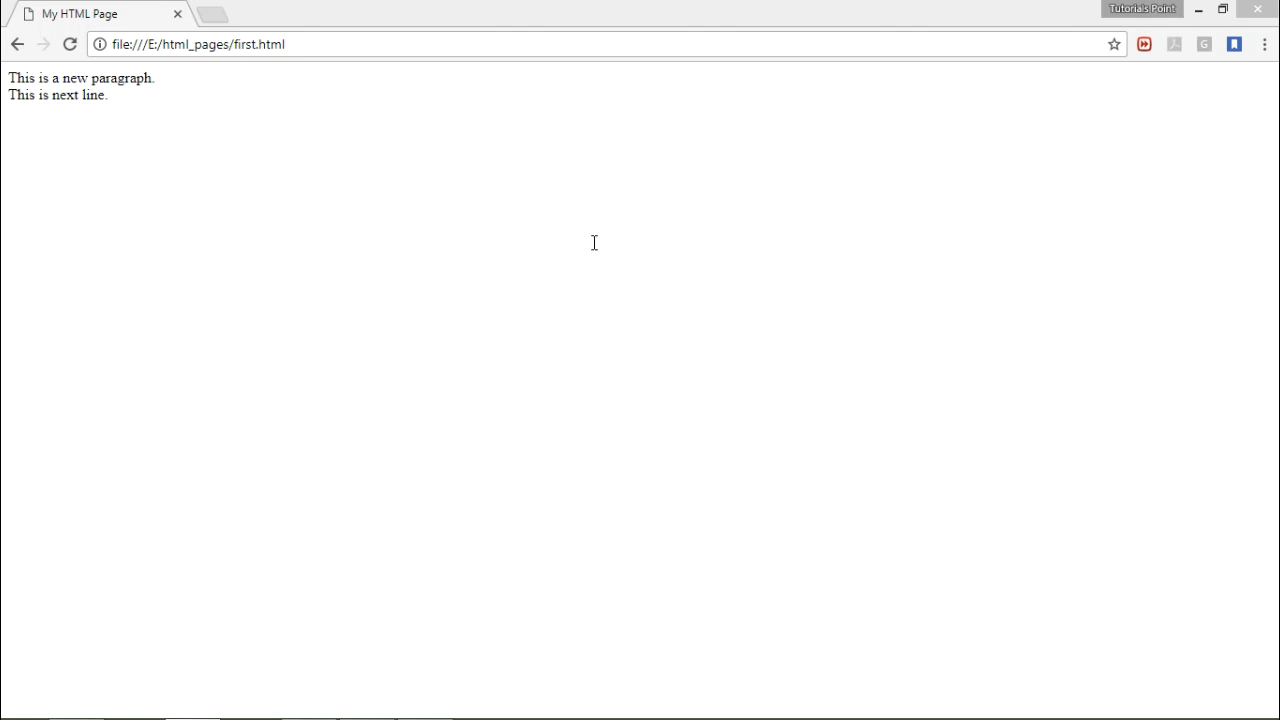 My HTML Page
Tutorials Point
file:///E:/html_pages/first.html
G
This is a new paragraph.
This is next line.